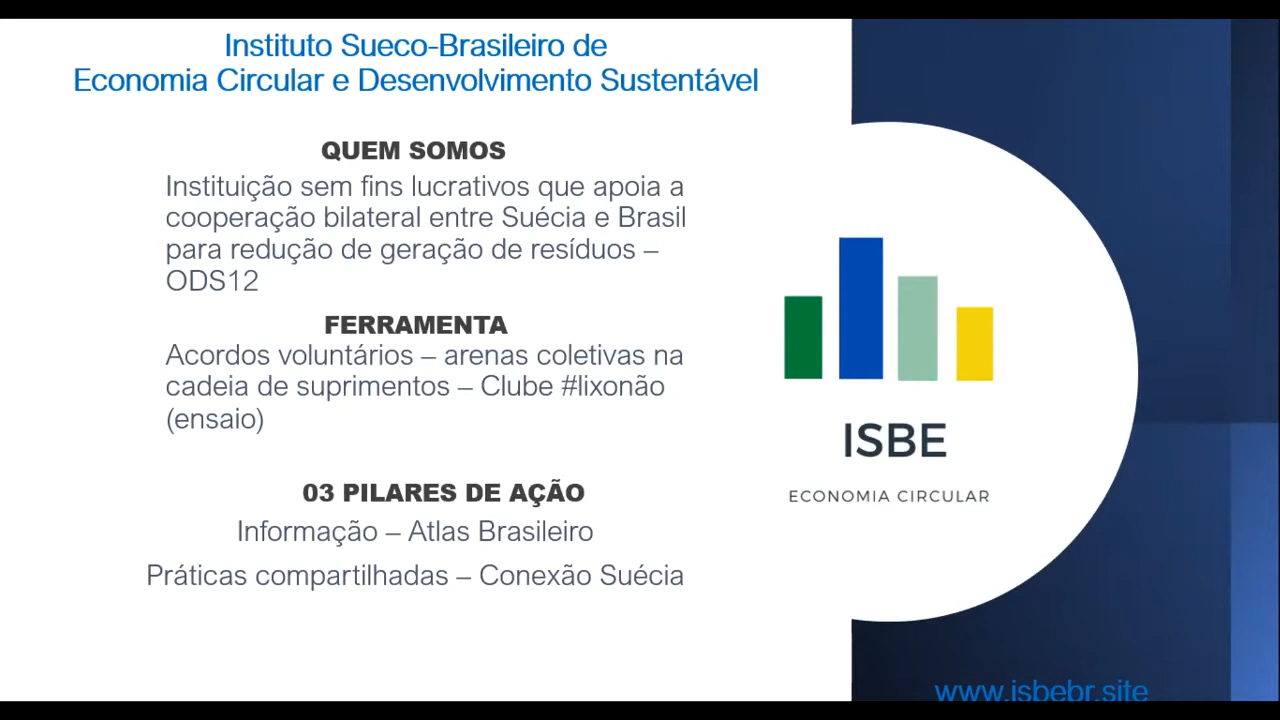 Instituto Sueco-Brasileiro de
Economia Circular e Desenvolvimento Sustentável
QUEM SOMOS
Instituição sem fins lucrativos que apoia a
cooperação bilateral entre Suécia e Brasil
para redução de geração de resíduos –
ODS12
FERRAMENTA
Acordos voluntários – arenas coletivas na
cadeia de suprimentos – Clube #lixonão
(ensaio)
03 PILARES DE AÇÃO
Informação – Atlas Brasileiro
Práticas compartilhadas – Conexão Suécia
ISBE
ECONOMIA CIRCULAR
www.isbebr.site